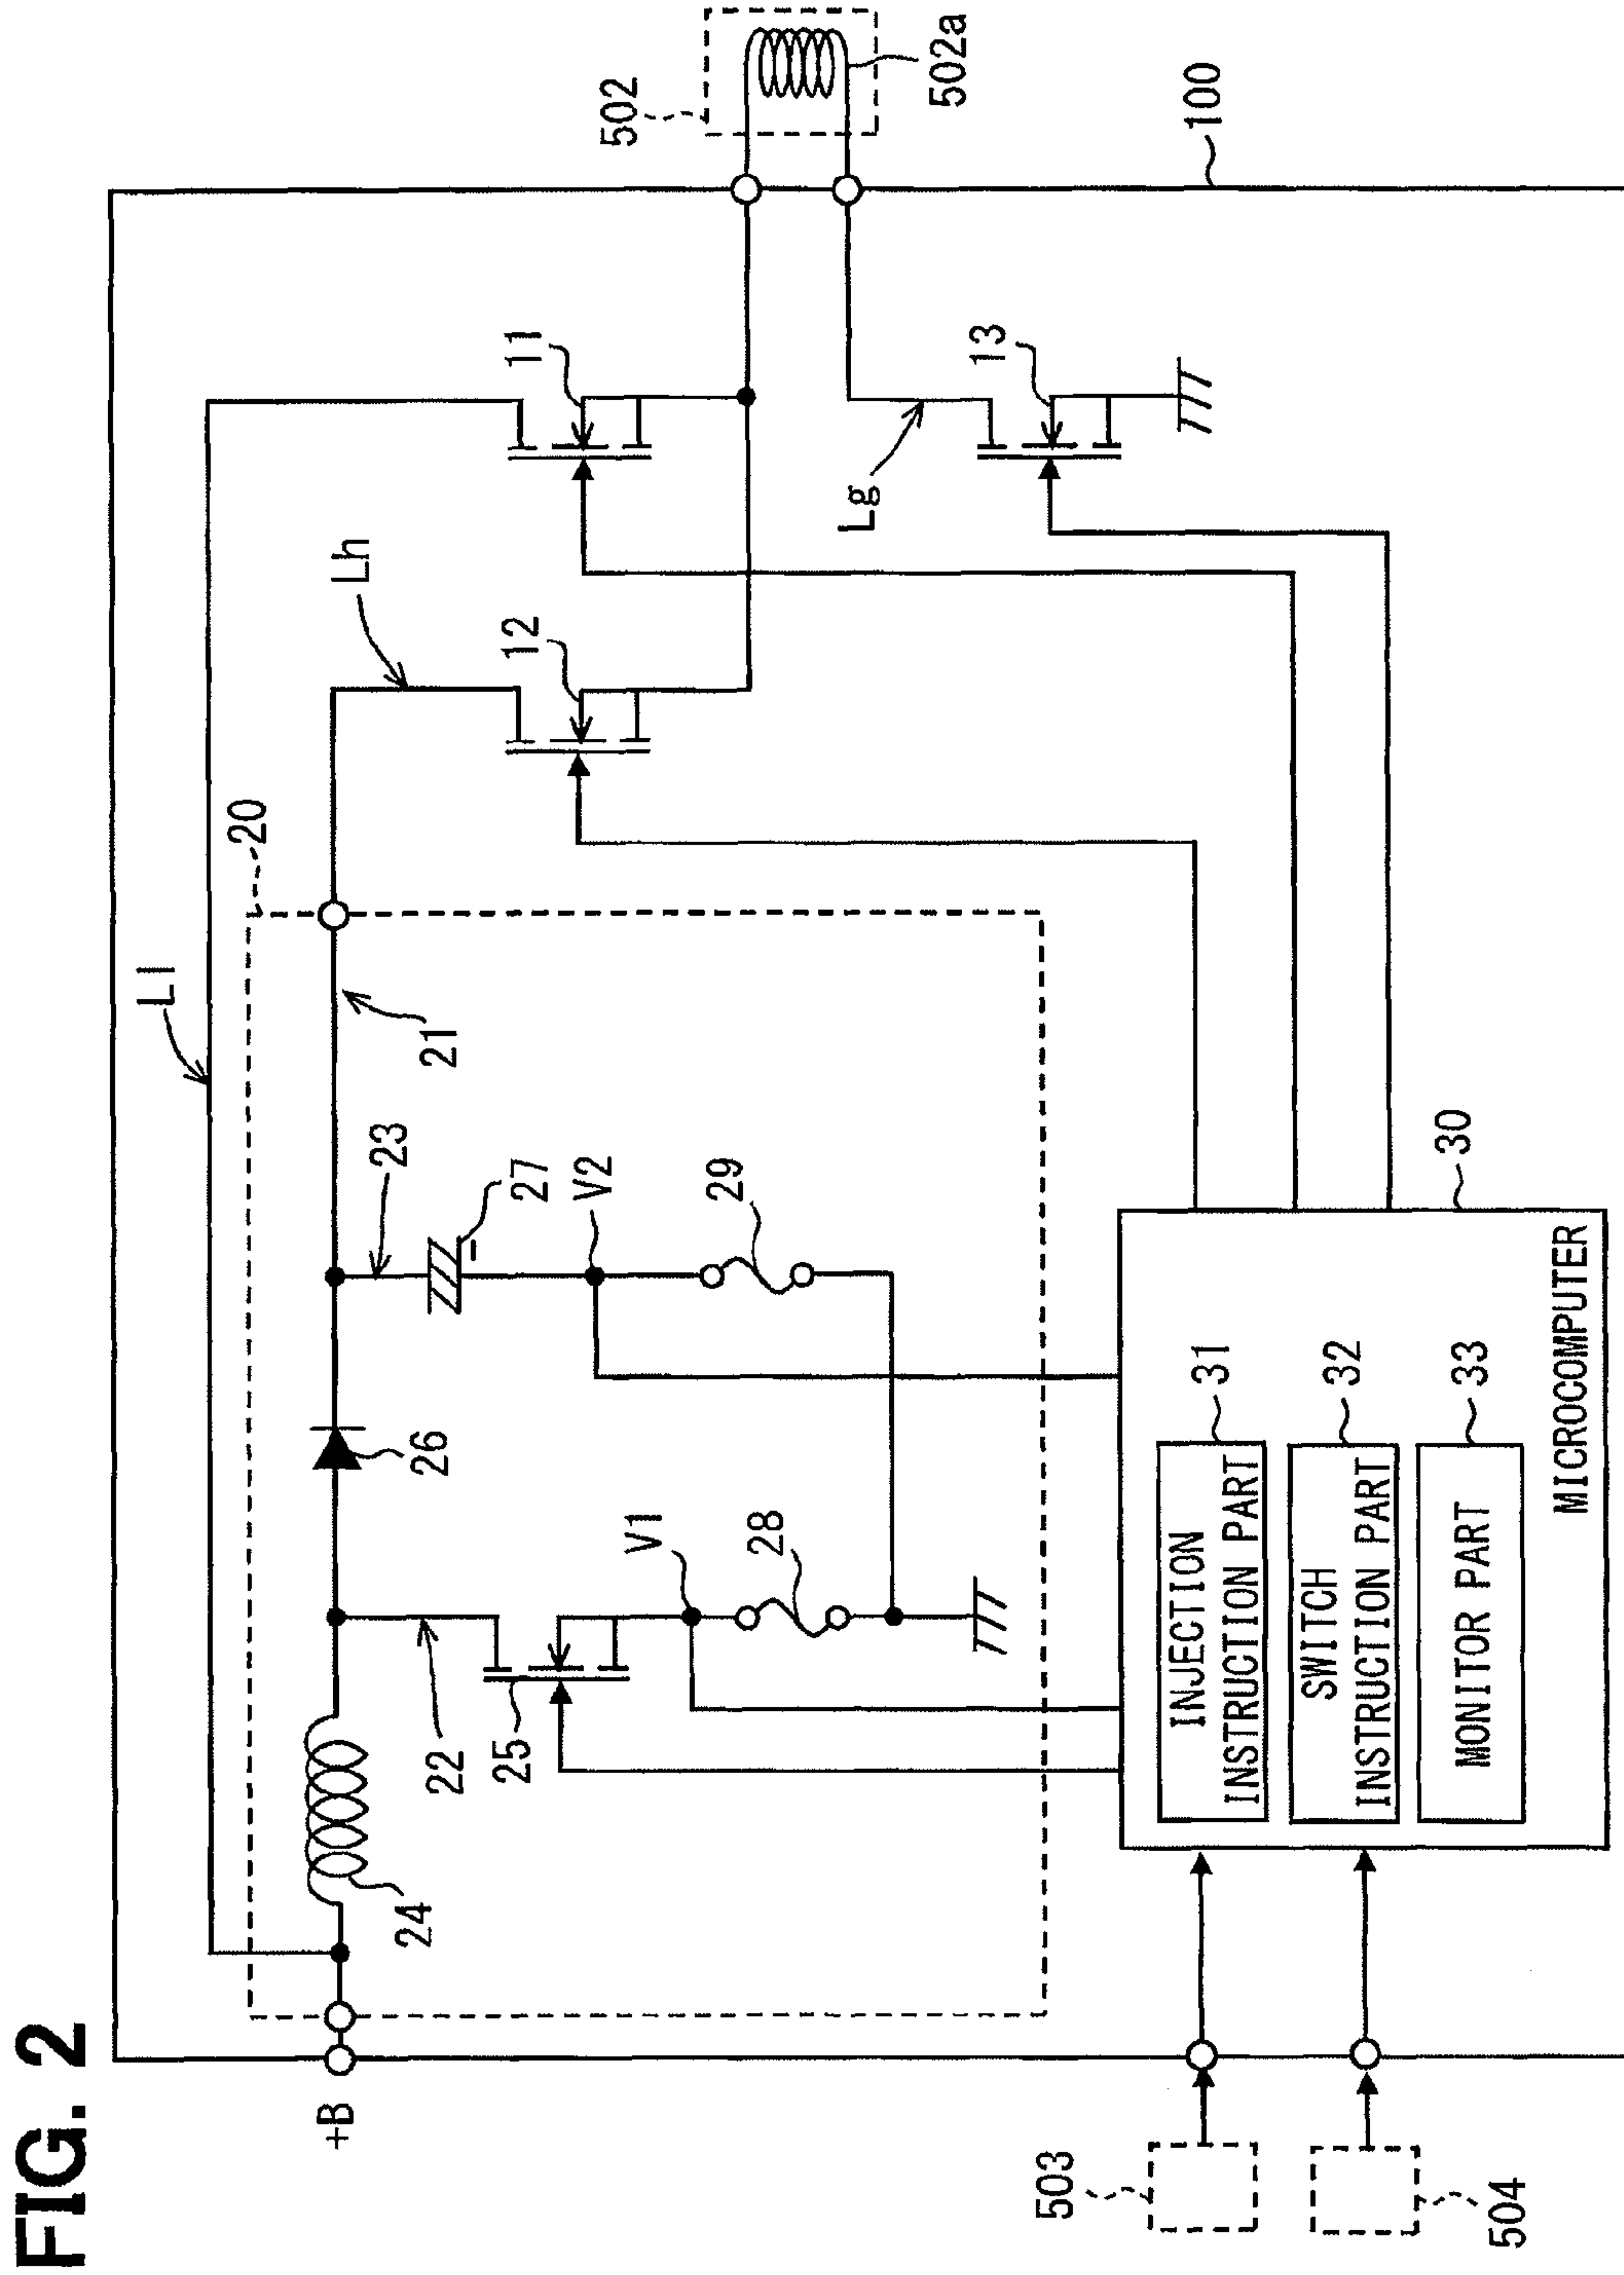 FIG. 2
L1
100
Lh
11
502
20
12
502a
21
Lg
13
23
27
V2
29
26
24
22
25
V1
28
+B
30
INJECTION
INSTRUCTION PART
31
SWITCH
INSTRUCTION PART
32
MONITOR PART
33
MICROCOMPUTER
503
504